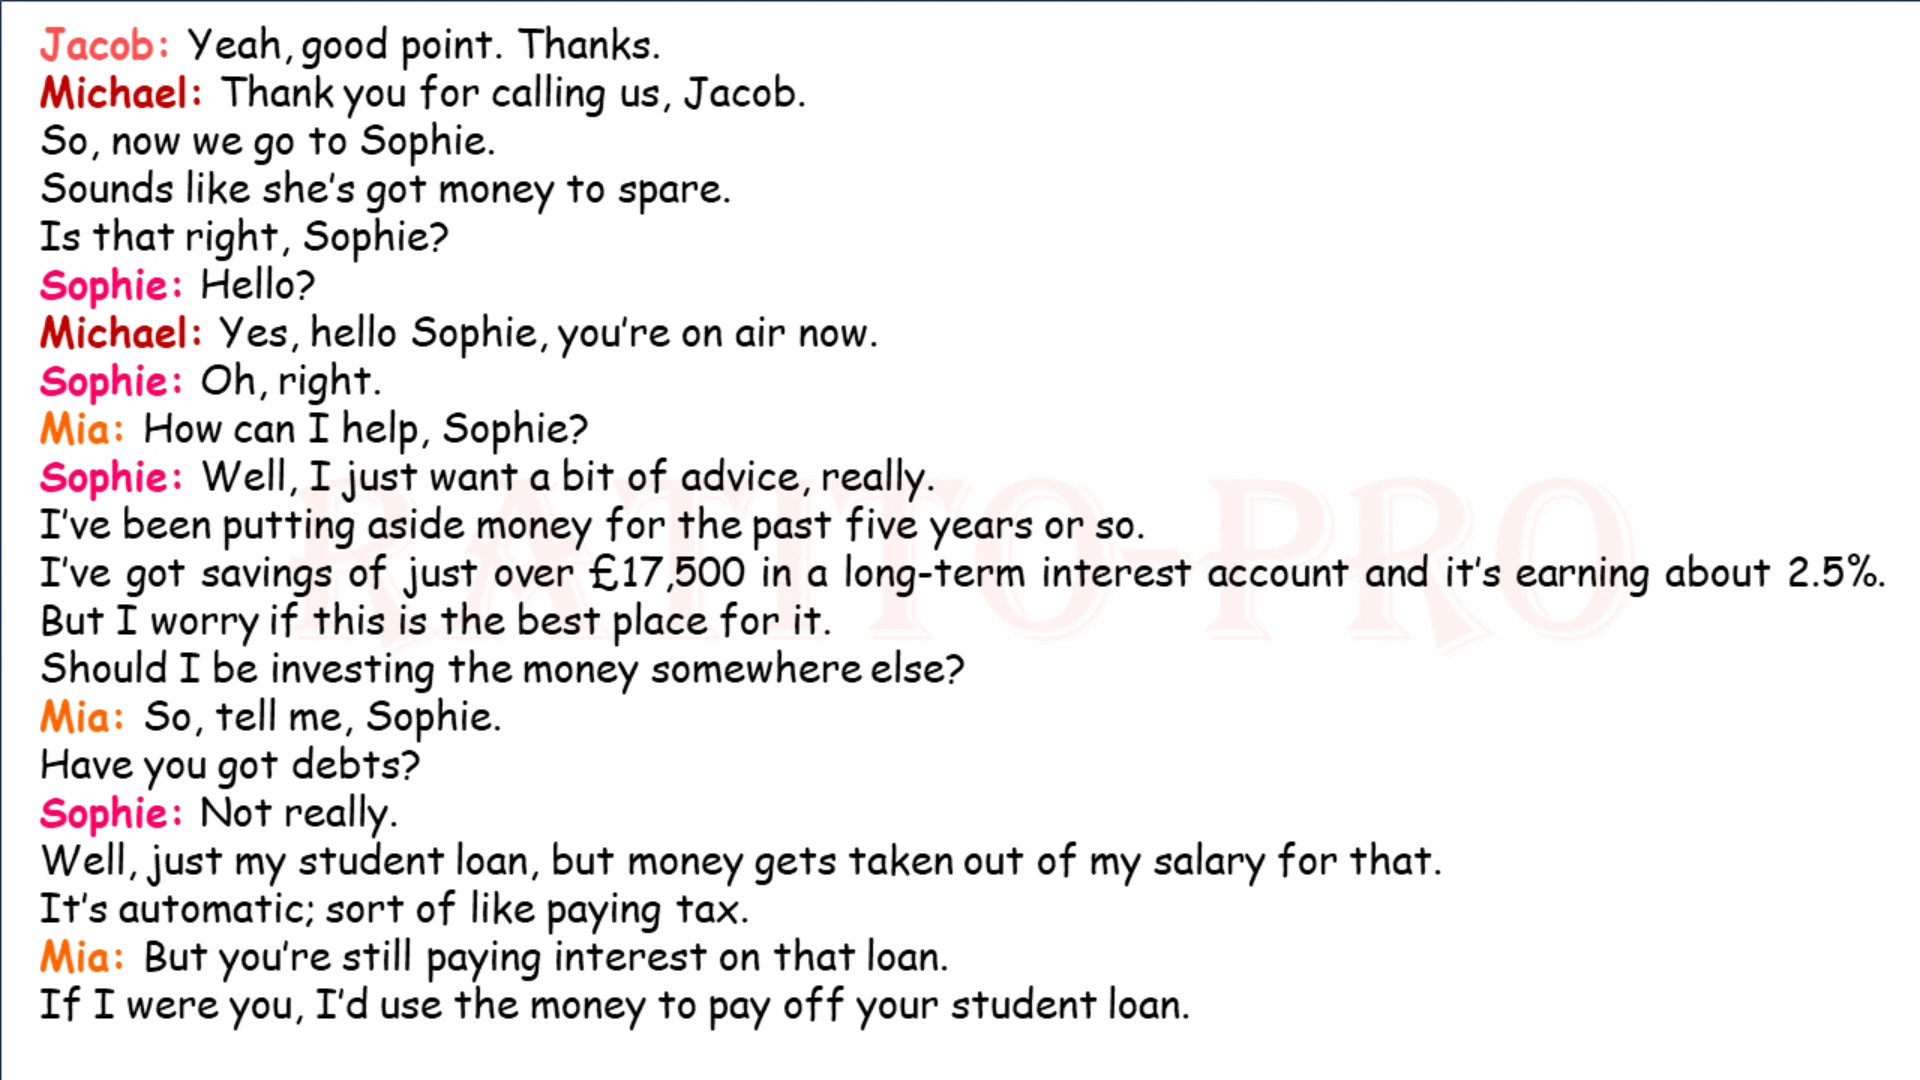 Jacob: Yeah, good point. Thanks.
Michael: Thank you for calling us, Jacob.
So, now we go to Sophie.
Sounds like she's got money to spare.
Is that right, Sophie?
Sophie: Hello?
Michael: Yes, hello Sophie, you're on air now.
Sophie: Oh, right.
Mia: How can I help, Sophie?
Sophie: Well, I just want a bit of advice, really.
I've been putting aside money for the past five years or so.
I've got savings of just over £17,500 in a long-term interest account and it's earning about 2.5%.
But I worry if this is the best place for it.
Should I be investing the money somewhere else?
Mia: So, tell me, Sophie.
Have you got debts?
Sophie: Not really.
Well, just my student loan, but money gets taken out of my salary for that.
It's automatic; sort of like paying tax.
Mia: But you're still paying interest on that loan.
If I were you, I'd use the money to pay off your student loan.
RATITO-PRO